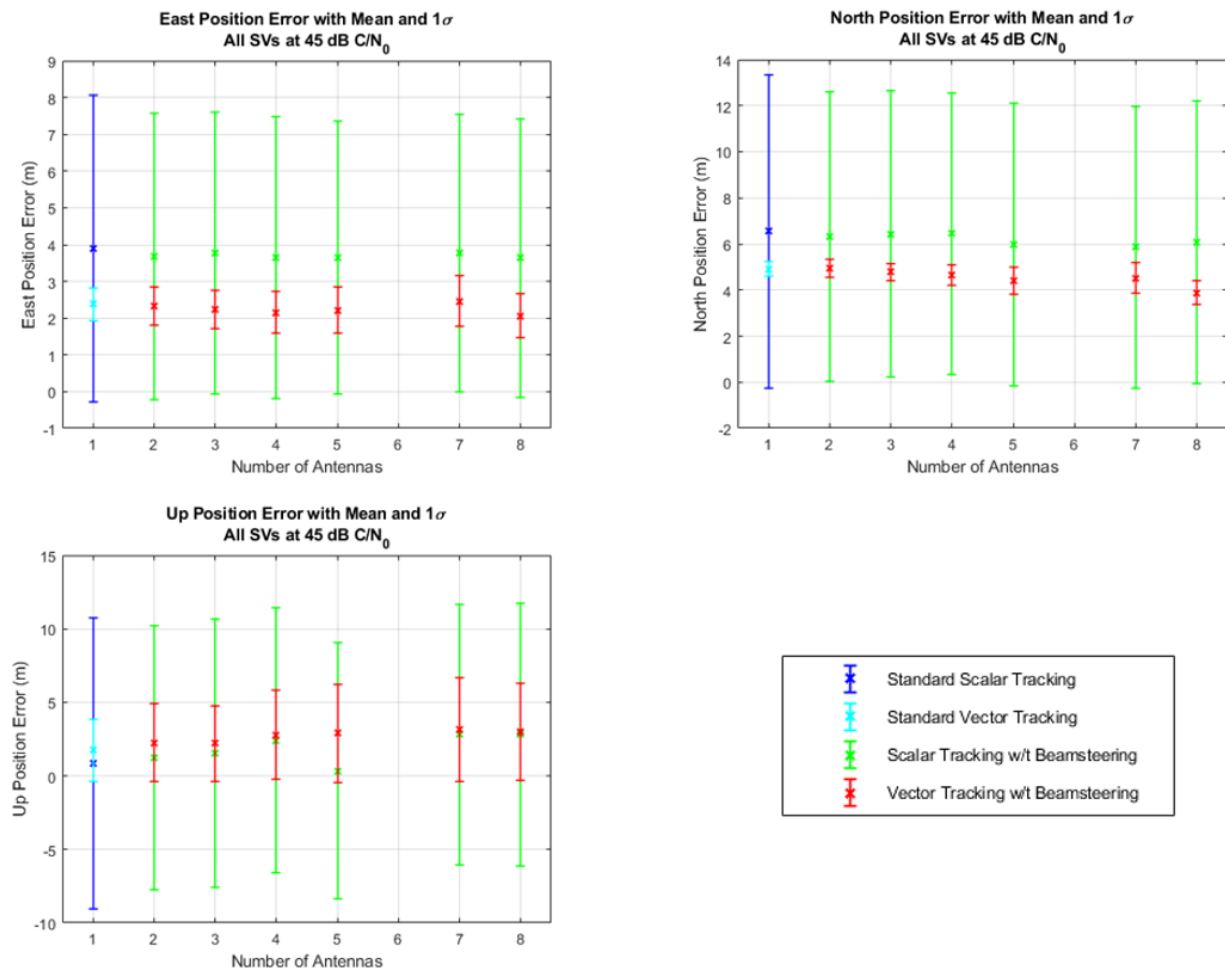 East Position Error with Mean and 1σ
All SVs at 45 dB C/N0
9
8
7
6
5
4
3
2
1
0
-1
East Position Error (m)
1 2 3 4 5 6 7 8
Number of Antennas
North Position Error with Mean and 1σ
All SVs at 45 dB C/N0
14
12
10
8
6
4
2
0
-2
North Position Error (m)
1 2 3 4 5 6 7 8
Number of Antennas
Up Position Error with Mean and 1σ
All SVs at 45 dB C/N0
15
10
5
0
-5
-10
Up Position Error (m)
1 2 3 4 5 6 7 8
Number of Antennas
Standard Scalar Tracking
Standard Vector Tracking
Scalar Tracking w/t Beamsteering
Vector Tracking w/t Beamsteering